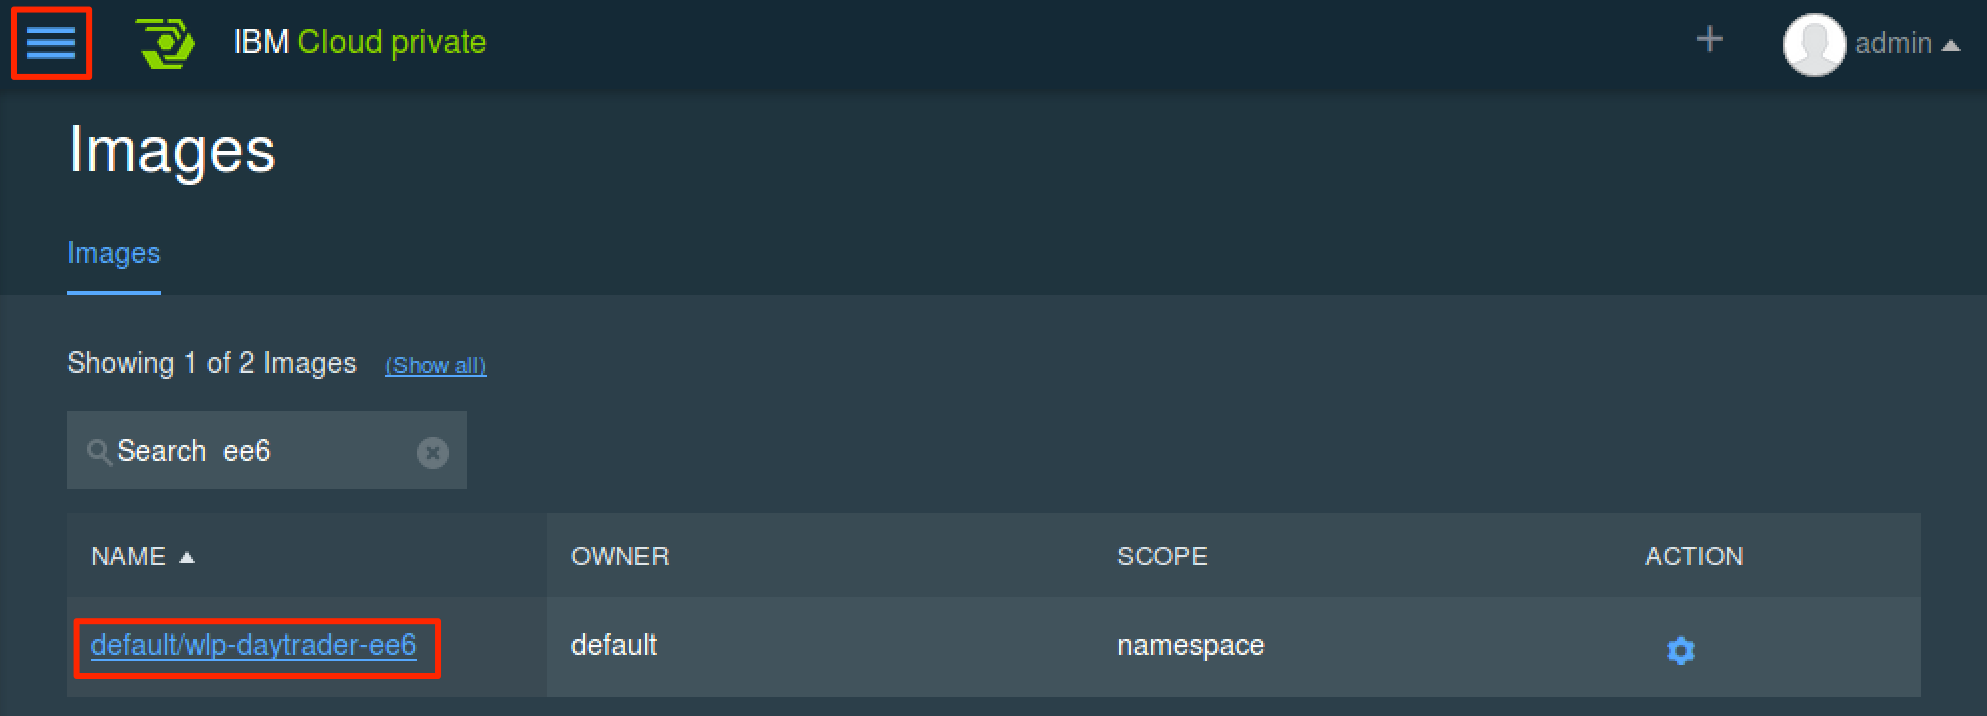 IBM Cloud private
+
admin
Images
Images
Showing 1 of 2 Images (Show all)
Search ee6
NAME OWNER SCOPE ACTION
default/wlp-daytrader-ee6 default namespace